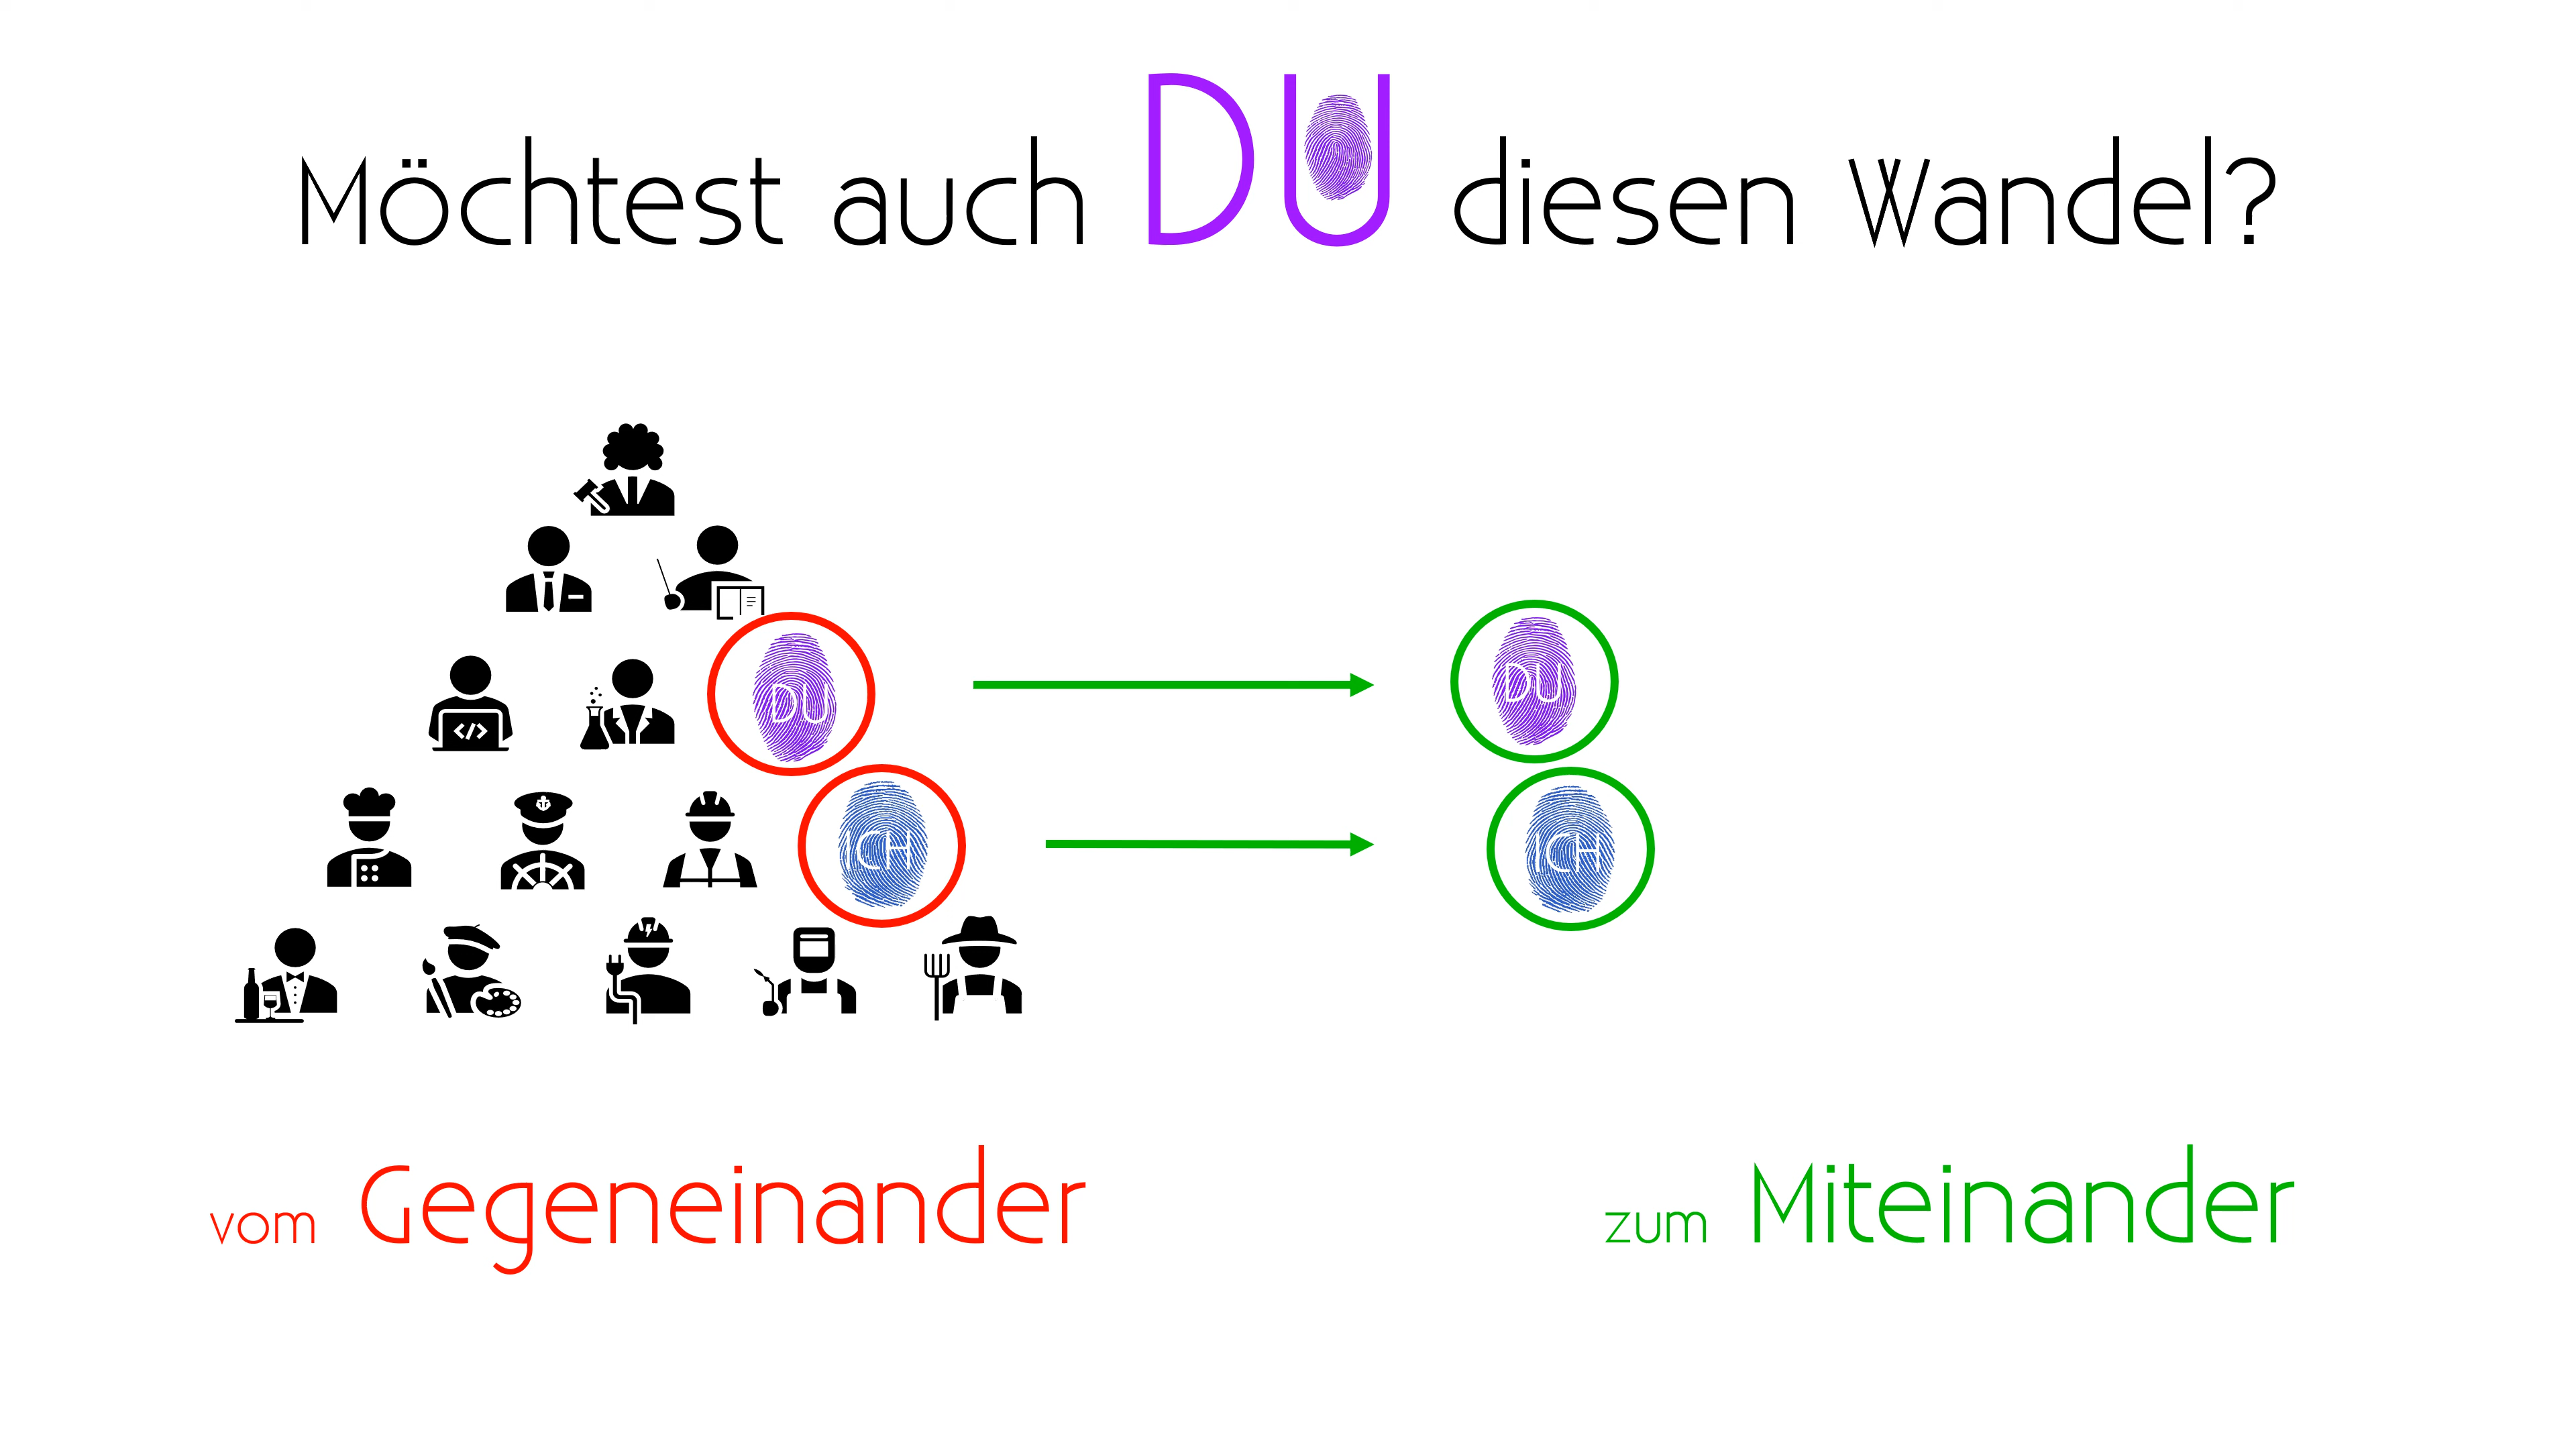 Möchtest auch DU diesen Wandel?
</>
DU
DU
ICH
ICH
vom Gegeneinander
zum Miteinander